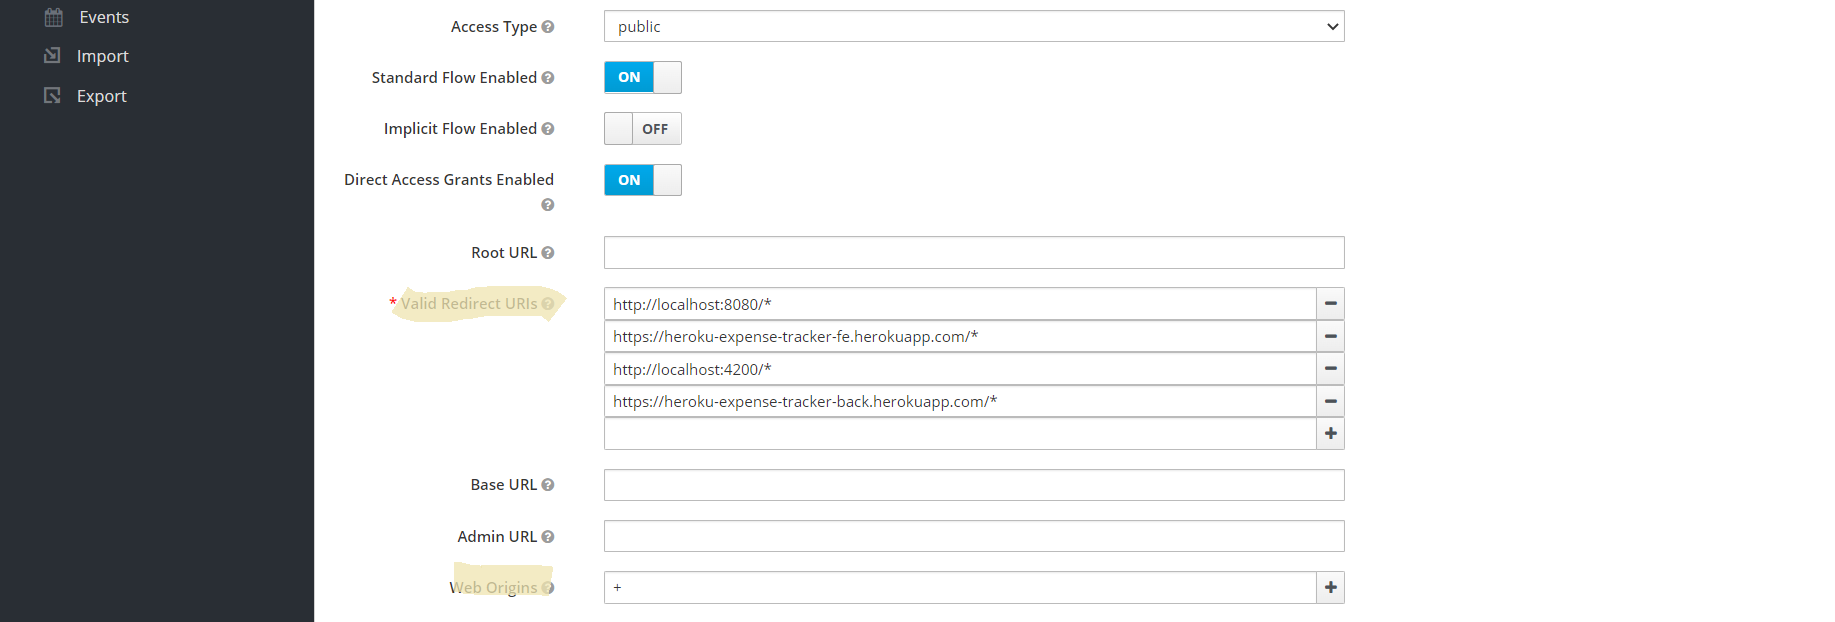 Events
Import
Export
Access Type
public
Standard Flow Enabled
ON
Implicit Flow Enabled
OFF
Direct Access Grants Enabled
ON
Root URL
* Valid Redirect URIs
http://localhost:8080/*
https://heroku-expense-tracker-fe.herokuapp.com/*
http://localhost:4200/*
https://heroku-expense-tracker-back.herokuapp.com/*
Base URL
Admin URL
Web Origins
+